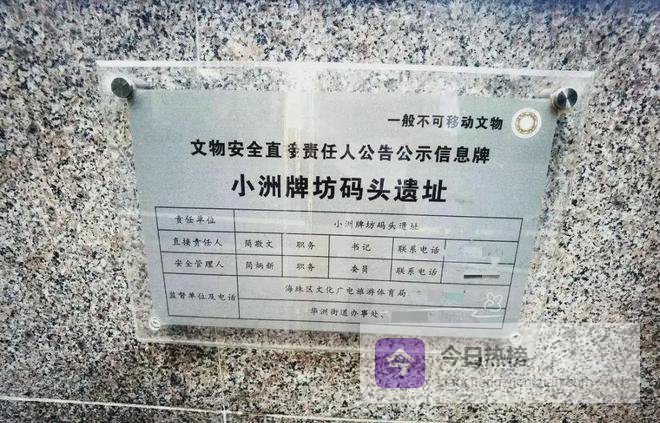 一般不可移动文物
文物安全直接责任人公告公示信息牌
小洲牌坊码头遗址
责任单位 小洲牌坊码头遗址
直接责任人 简敬文 职务 书记 联系电话
安全管理人 简炳新 职务 委员 联系电话
监督单位及电话 海珠区文化广电旅游体育局
华洲街道办事处、
今 今日热榜